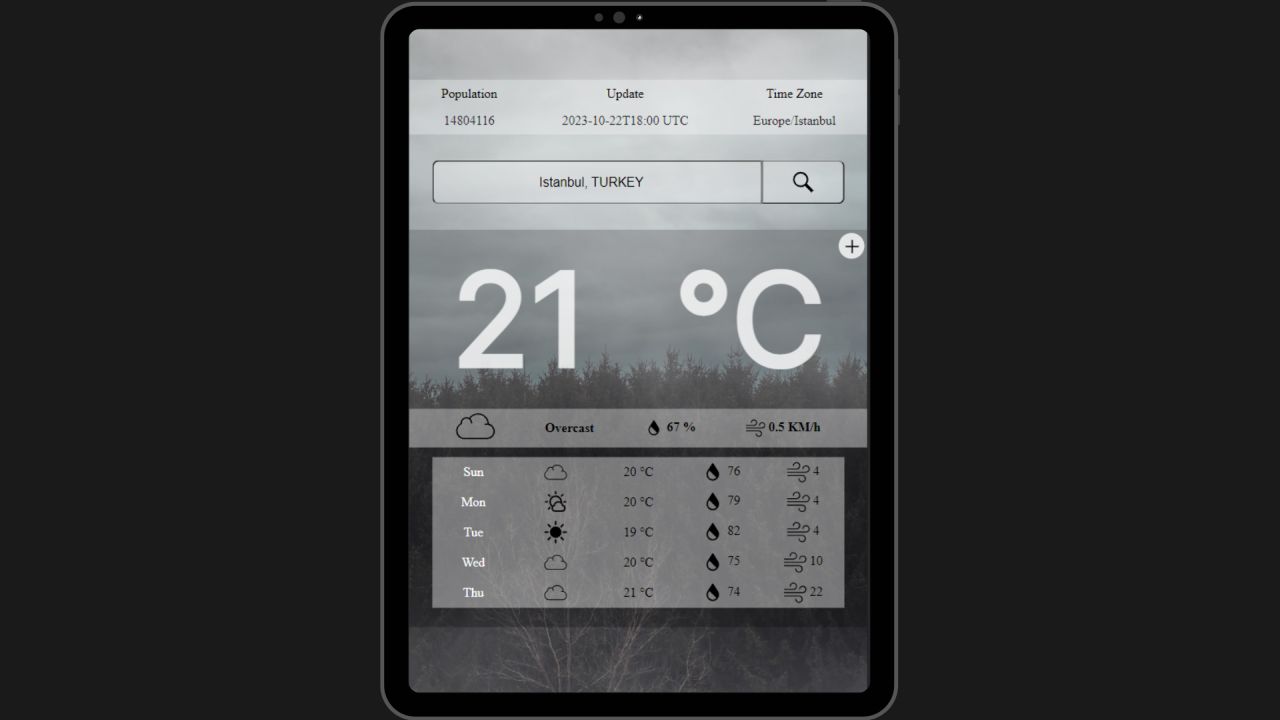 Population Update Time Zone
14804116 2023-10-22T18:00 UTC Europe/Istanbul
Istanbul, TURKEY
21 °C
Overcast 67 % 0.5 KM/h
Sun 20 °C 76 4
Mon 20 °C 79 4
Tue 19 °C 82 4
Wed 20 °C 75 10
Thu 21 °C 74 22